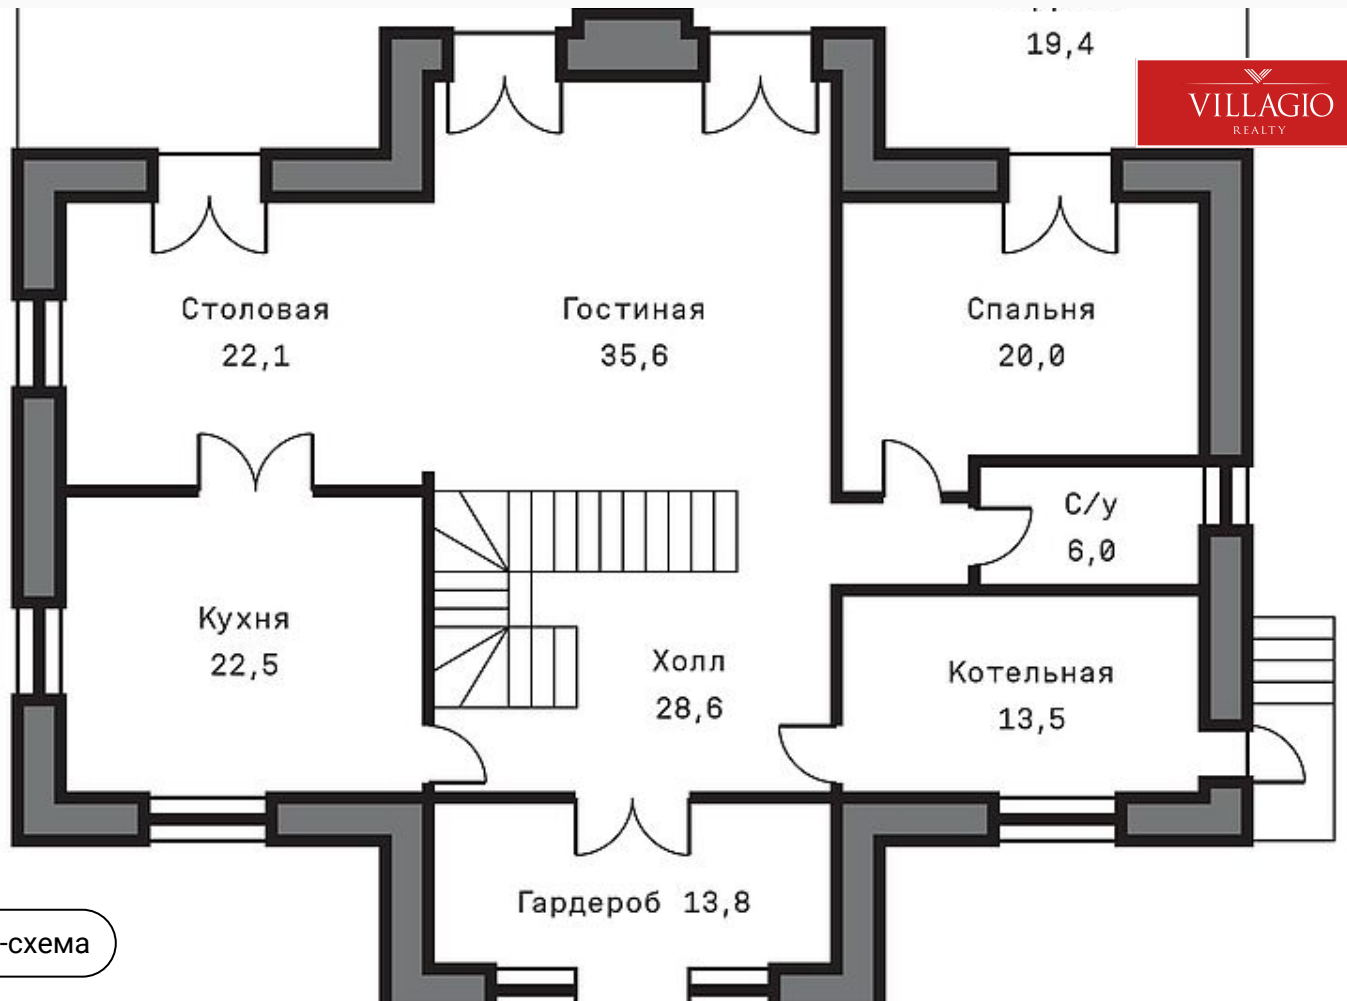 19,4
VILLAGIO
REALTY
Столовая
22,1
Гостиная
35,6
Спальня
20,0
С/у
6,0
Кухня
22,5
Холл
28,6
Котельная
13,5
Гардероб 13,8
-схема